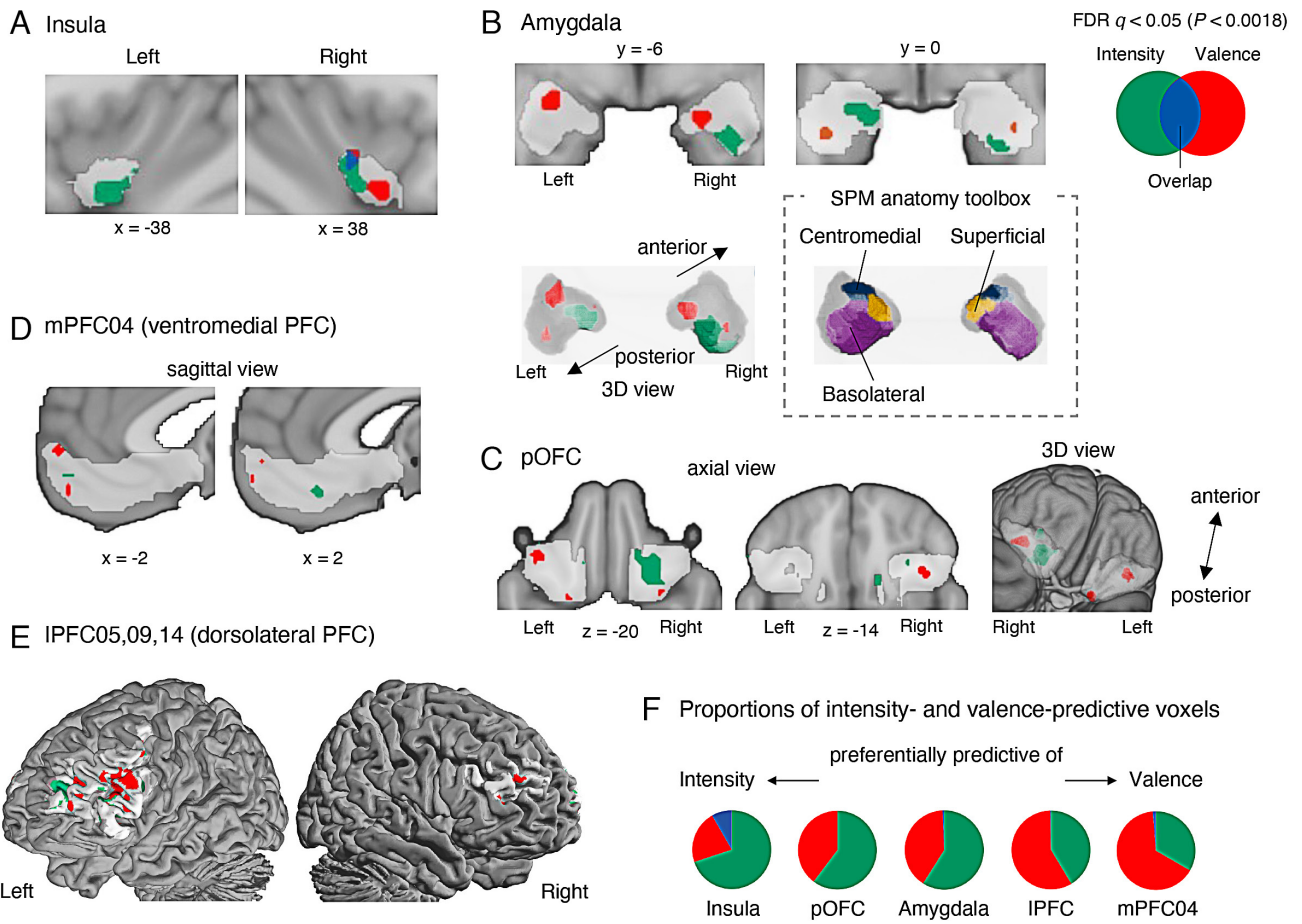 A Insula
Left Right
x = -38 x = 38
B Amygdala
y = -6 y = 0
Left Right
FDR q < 0.05 (P < 0.0018)
Intensity Valence
Overlap
anterior
posterior
Left Right
3D view
SPM anatomy toolbox
Centromedial Superficial
Basolateral
D mPFC04 (ventromedial PFC)
sagittal view
x = -2 x = 2
C pOFC
axial view
3D view
anterior
posterior
Left z = -20 Right Left z = -14 Right
Right Left
E lPFC05,09,14 (dorsolateral PFC)
Left Right
F Proportions of intensity- and valence-predictive voxels
preferentially predictive of
Intensity Valence
Insula pOFC Amygdala lPFC mPFC04